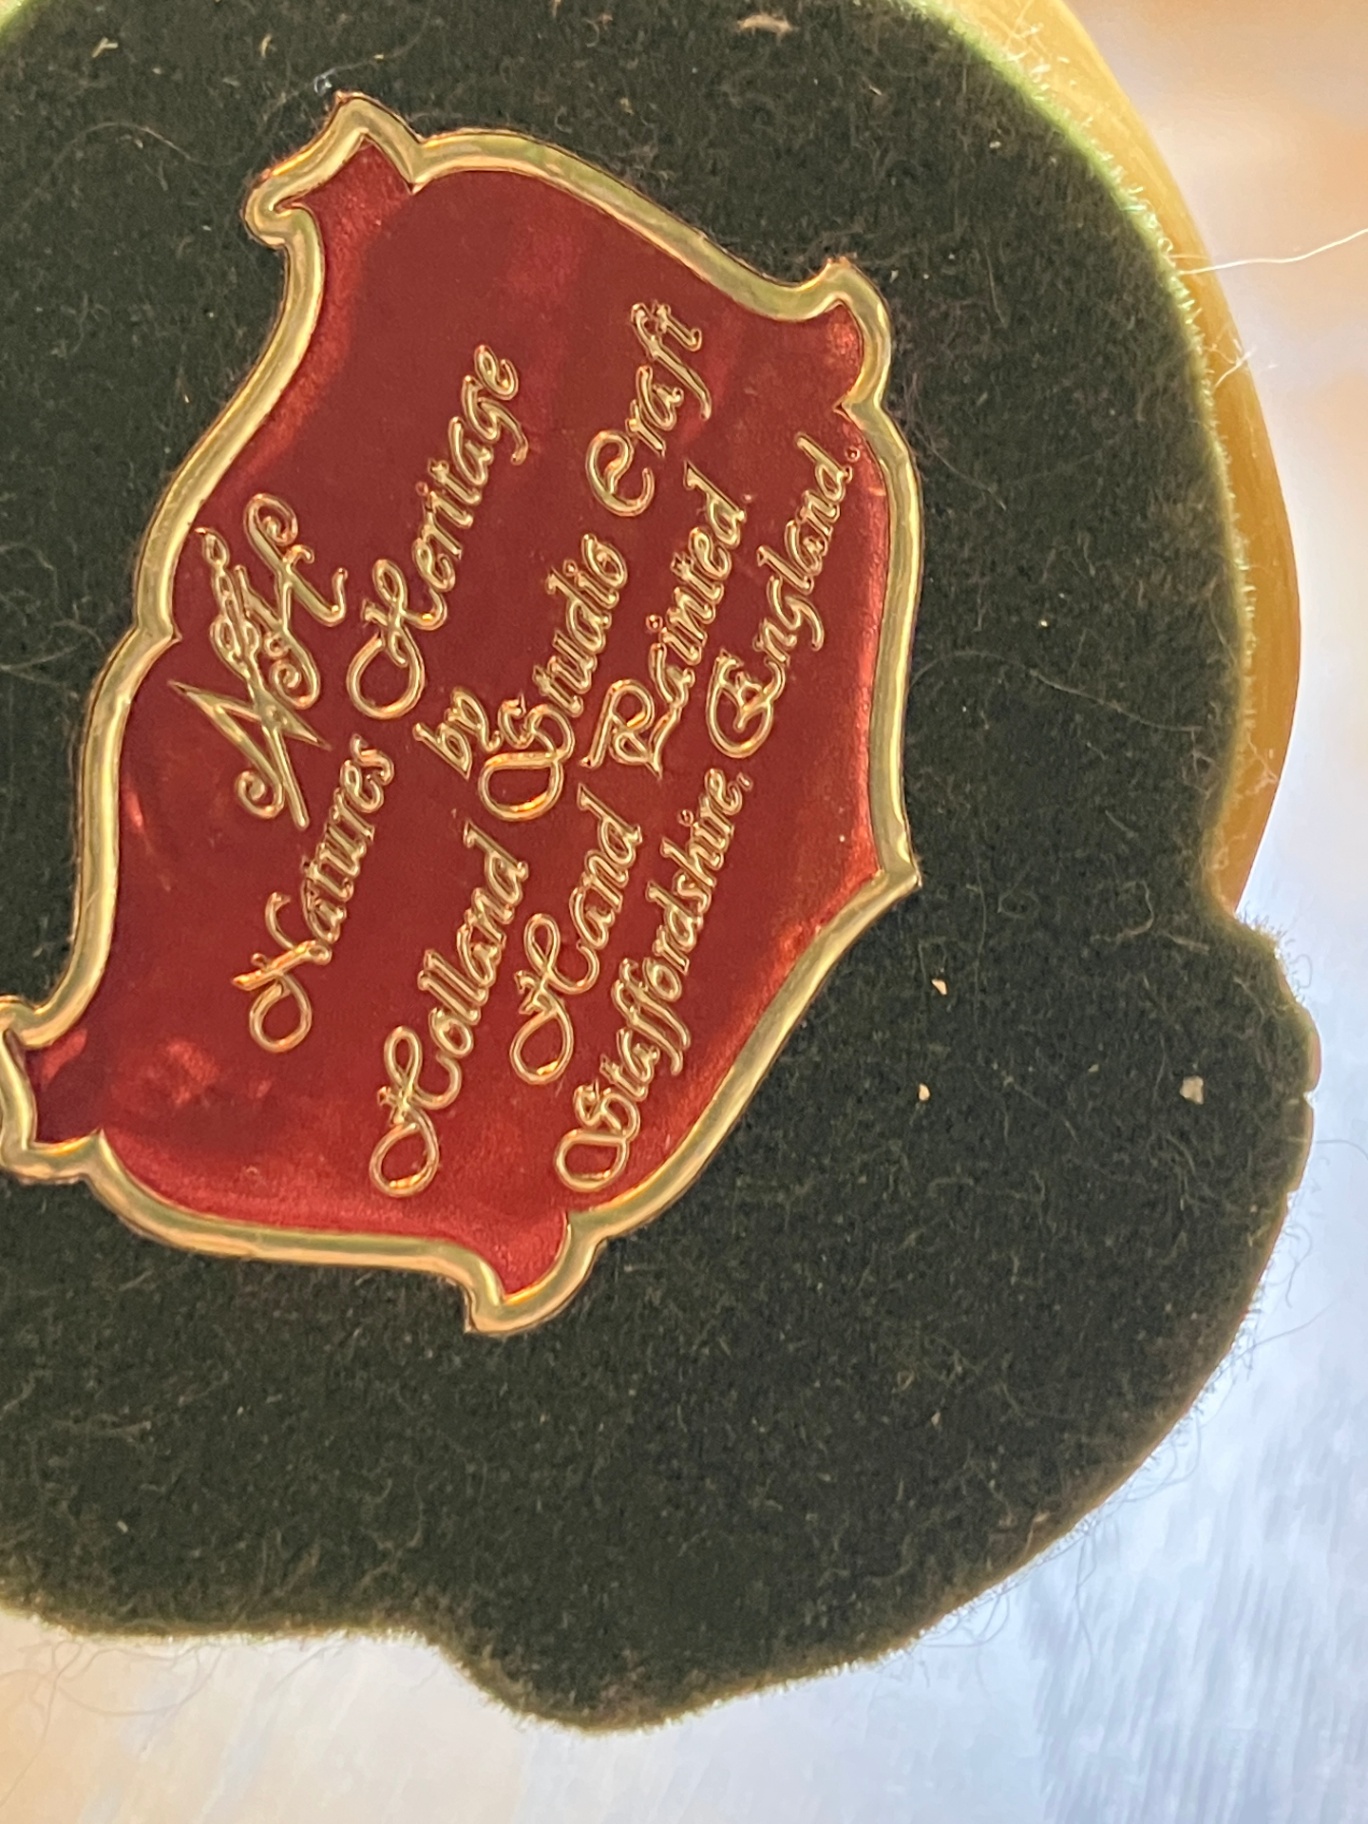 NH
Natures Heritage
by
Holland Studio Craft
Hand Painted
Staffordshire, England.